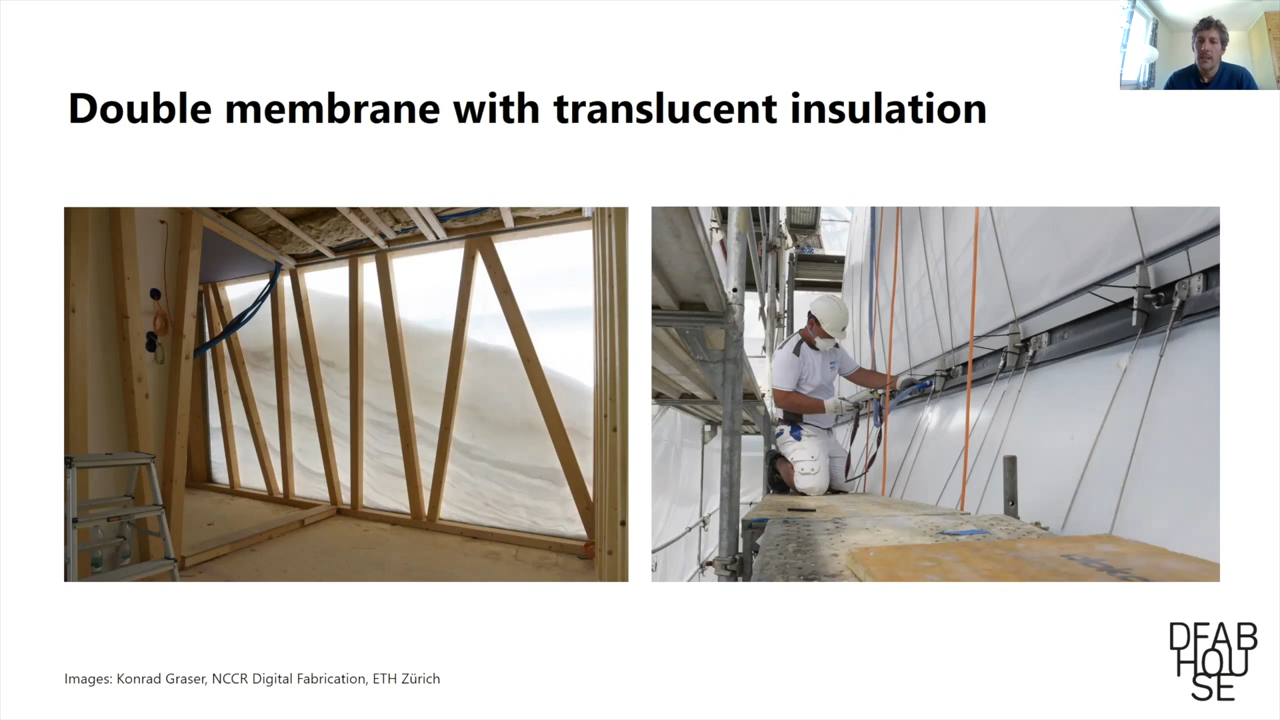 Double membrane with translucent insulation
Images: Konrad Graser, NCCR Digital Fabrication, ETH Zürich
DFAB
HOU
SE